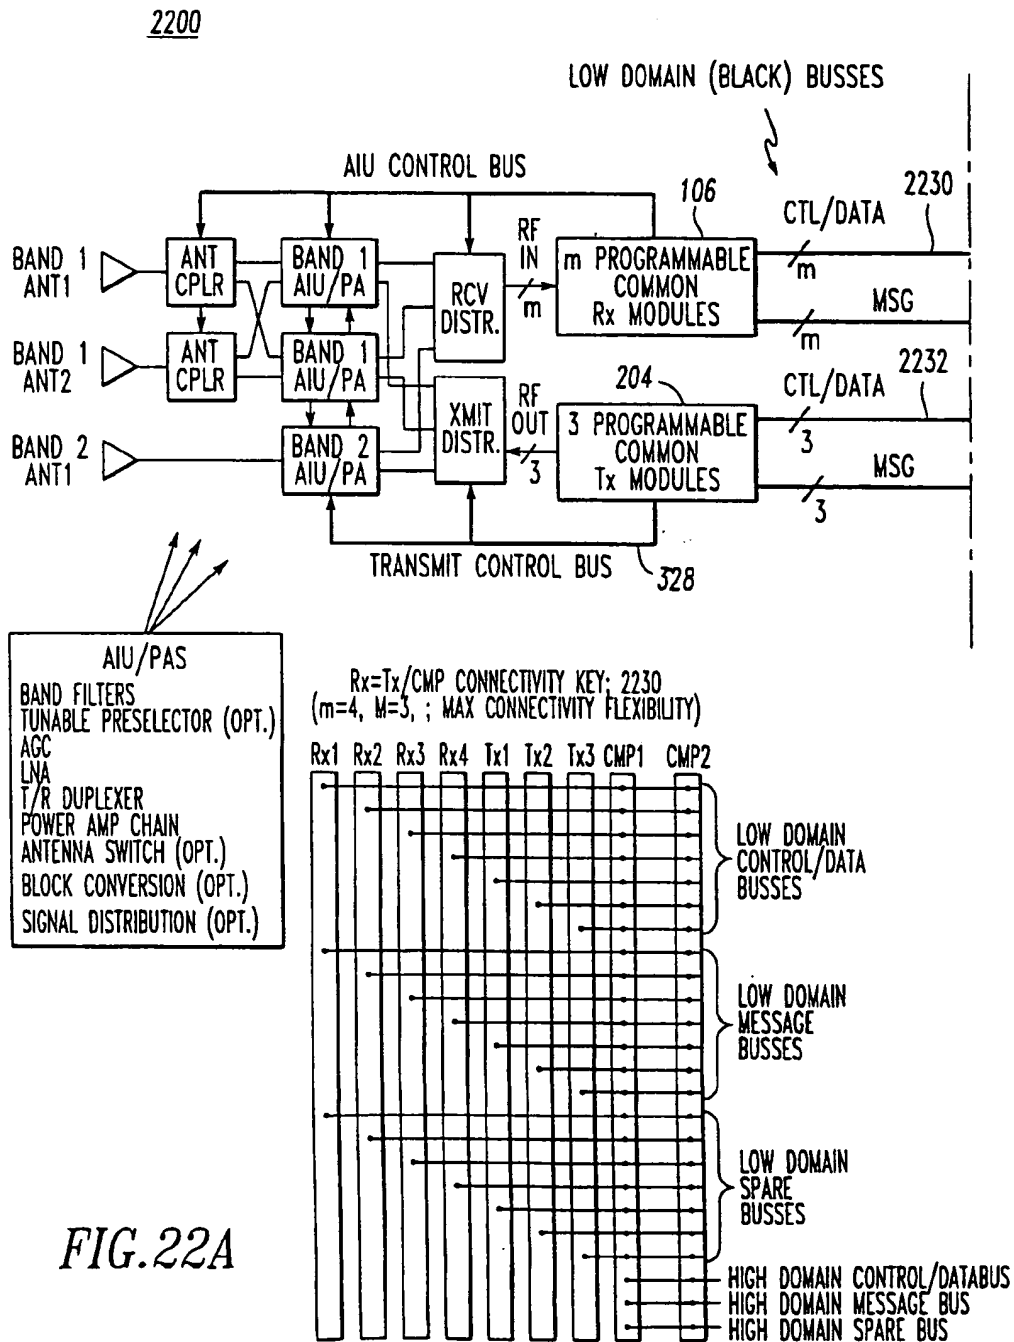 2200
LOW DOMAIN (BLACK) BUSSES
AIU CONTROL BUS
106
2230
CTL/DATA
m
MSG
m
BAND 1
ANT1
ANT
CPLR
BAND 1
AIU/PA
RCV
DISTR.
RF
IN
m
m PROGRAMMABLE
COMMON
Rx MODULES
BAND 1
ANT2
ANT
CPLR
BAND 1
AIU/PA
XMIT
DISTR.
RF
OUT
3
204
3 PROGRAMMABLE
COMMON
Tx MODULES
CTL/DATA
2232
3
MSG
3
BAND 2
ANT1
BAND 2
AIU/PA
TRANSMIT CONTROL BUS
328
AIU/PAS
BAND FILTERS
TUNABLE PRESELECTOR (OPT.)
AGC
LNA
T/R DUPLEXER
POWER AMP CHAIN
ANTENNA SWITCH (OPT.)
BLOCK CONVERSION (OPT.)
SIGNAL DISTRIBUTION (OPT.)
Rx=Tx/CMP CONNECTIVITY KEY; 2230
(m=4, M=3, ; MAX CONNECTIVITY FLEXIBILITY)
Rx1 Rx2 Rx3 Rx4 Tx1 Tx2 Tx3 CMP1 CMP2
LOW DOMAIN
CONTROL/DATA
BUSSES
LOW DOMAIN
MESSAGE
BUSSES
LOW DOMAIN
SPARE
BUSSES
HIGH DOMAIN CONTROL/DATABUS
HIGH DOMAIN MESSAGE BUS
HIGH DOMAIN SPARE BUS
FIG.22A